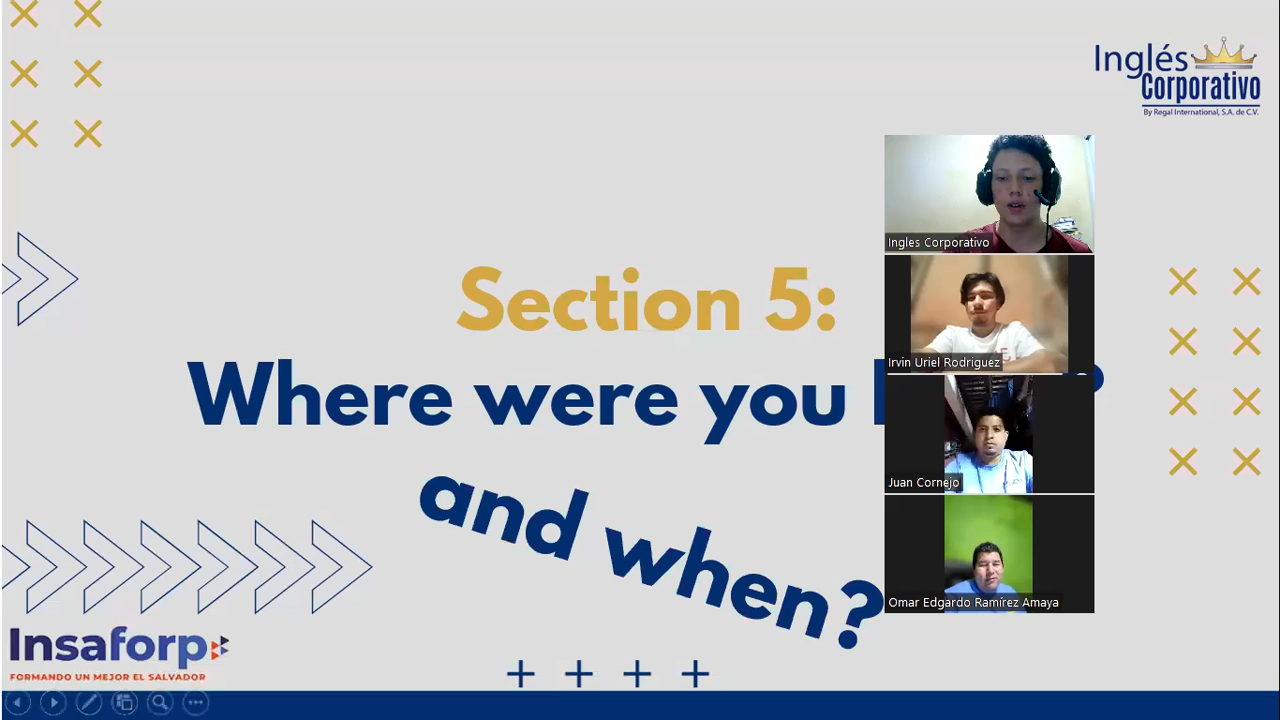 Inglés
Corporativo
By Regal International, S.A. de C.V.
Ingles Corporativo
Section 5:
Irvin Uriel Rodriguez
Where were you
and when?
Juan Cornejo
Omar Edgardo Ramírez Amaya
Insaforp
FORMANDO UN MEJOR EL SALVADOR